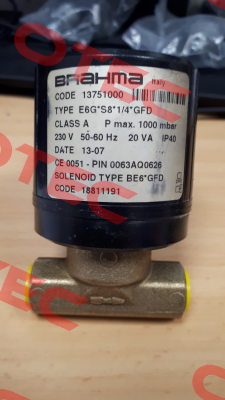 BRAHMA Italy
CODE 13751000
TYPE E6G*S8*1/4*GFD
CLASS A P max. 1000 mbar
230 V 50-60 Hz 20 VA IP40
DATE 13-07
CE 0051 - PIN 0063AQ0626
SOLENOID TYPE BE6*GFD
CODE 18811191